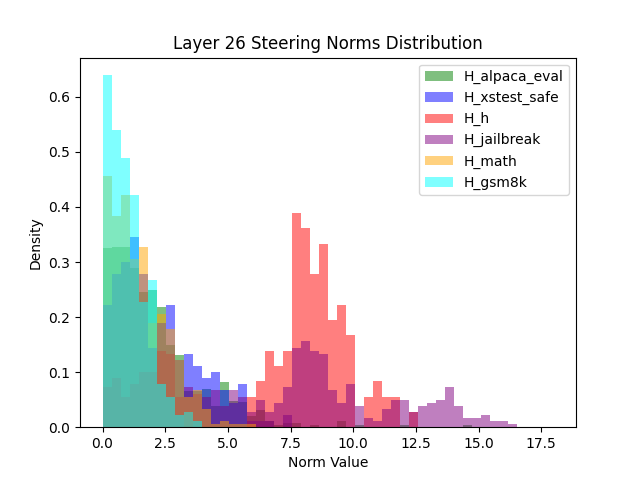 Layer 26 Steering Norms Distribution
H_alpaca_eval
H_xstest_safe
H_h
H_jailbreak
H_math
H_gsm8k
Density
0.6
0.5
0.4
0.3
0.2
0.1
0.0
0.0 2.5 5.0 7.5 10.0 12.5 15.0 17.5
Norm Value